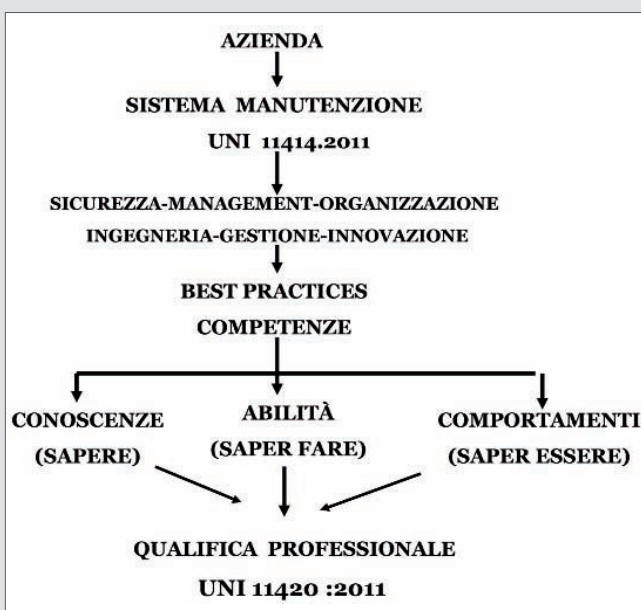 AZIENDA
SISTEMA MANUTENZIONE
UNI 11414.2011
SICUREZZA-MANAGEMENT-ORGANIZZAZIONE
INGEGNERIA-GESTIONE-INNOVAZIONE
BEST PRACTICES
COMPETENZE
CONOSCENZE
(SAPERE)
ABILITÀ
(SAPER FARE)
COMPORTAMENTI
(SAPER ESSERE)
QUALIFICA PROFESSIONALE
UNI 11420 :2011